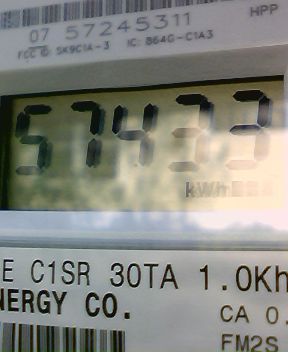 HPP
07 57245311
FCC ID SK9C1A-3 IC: 864G-C1A3
57433
kWh
E C1SR 30TA 1.0Kh
NERGY CO.
CA 0.
FM2S